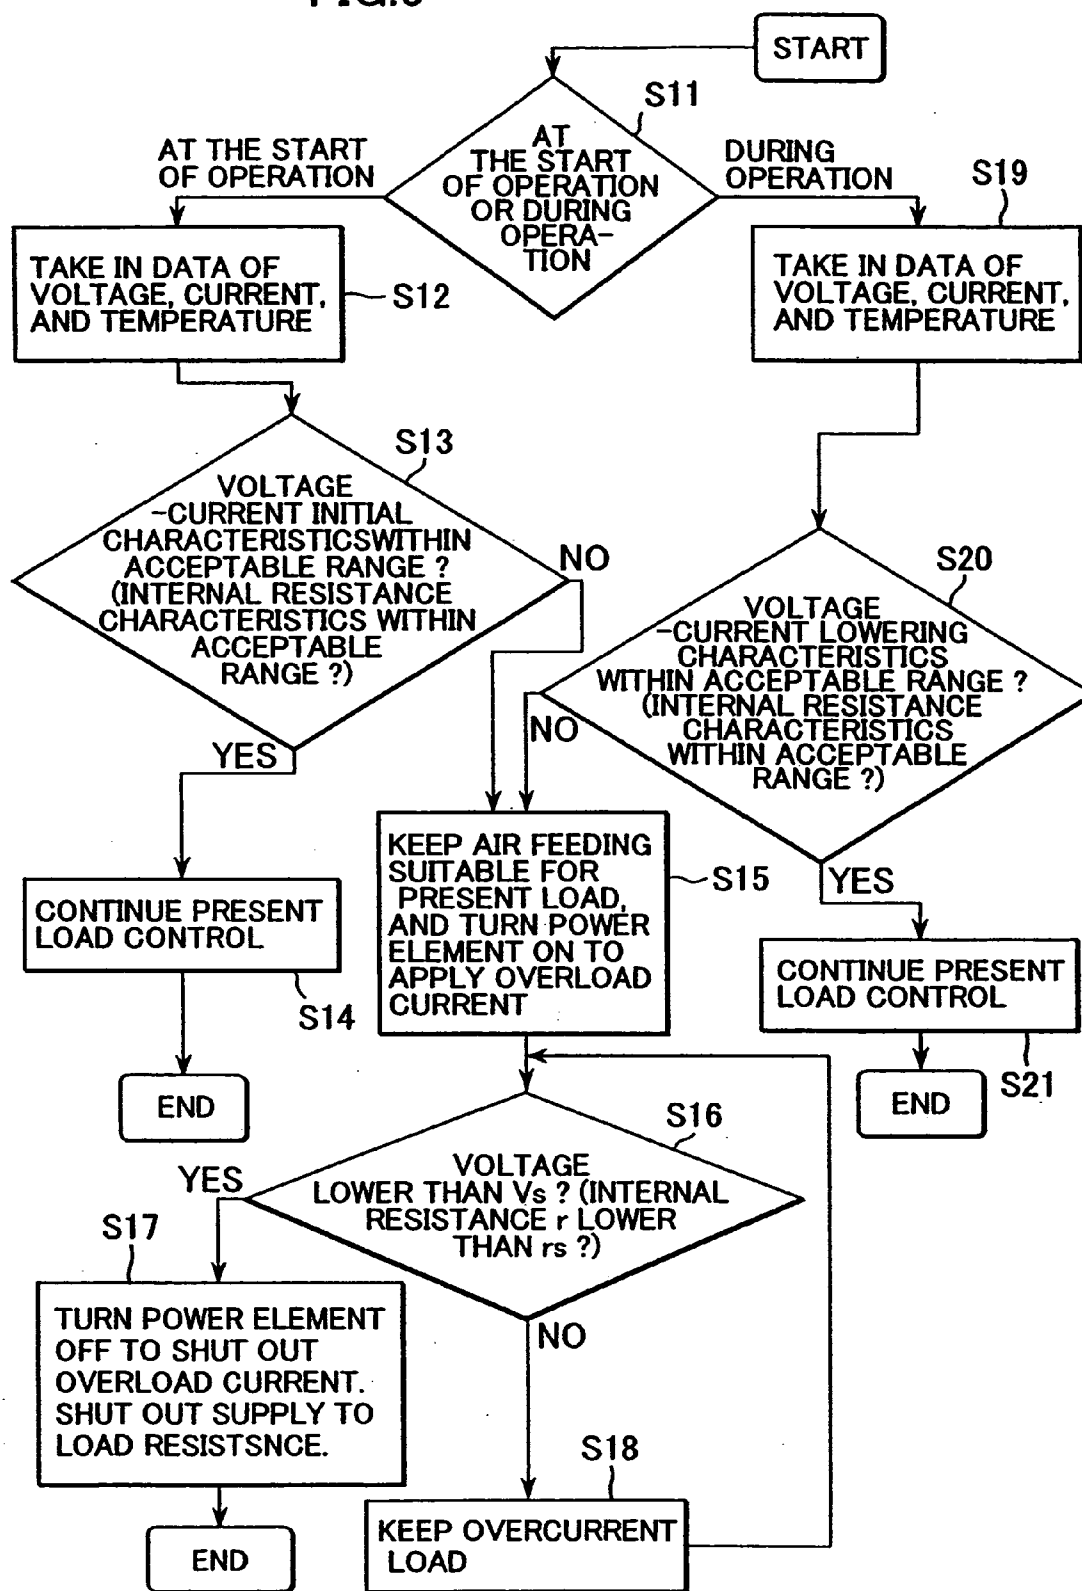 START
S11
AT
THE START
OF OPERATION
OR DURING
OPERA-
TION
AT THE START
OF OPERATION
DURING
OPERATION
S19
TAKE IN DATA OF
VOLTAGE, CURRENT,
AND TEMPERATURE
S12
TAKE IN DATA OF
VOLTAGE, CURRENT,
AND TEMPERATURE
S13
VOLTAGE
-CURRENT INITIAL
CHARACTERISTICSWITHIN
ACCEPTABLE RANGE ?
(INTERNAL RESISTANCE
CHARACTERISTICS WITHIN
ACCEPTABLE
RANGE ?)
NO
YES
S20
VOLTAGE
-CURRENT LOWERING
CHARACTERISTICS
WITHIN ACCEPTABLE RANGE ?
(INTERNAL RESISTANCE
CHARACTERISTICS
WITHIN ACCEPTABLE
RANGE ?)
NO
YES
CONTINUE PRESENT
LOAD CONTROL
S14
END
KEEP AIR FEEDING
SUITABLE FOR
PRESENT LOAD,
AND TURN POWER
ELEMENT ON TO
APPLY OVERLOAD
CURRENT
S15
CONTINUE PRESENT
LOAD CONTROL
S21
END
S16
VOLTAGE
LOWER THAN Vs ? (INTERNAL
RESISTANCE r LOWER
THAN rs ?)
YES
NO
S17
TURN POWER ELEMENT
OFF TO SHUT OUT
OVERLOAD CURRENT.
SHUT OUT SUPPLY TO
LOAD RESISTSNCE.
END
S18
KEEP OVERCURRENT
LOAD